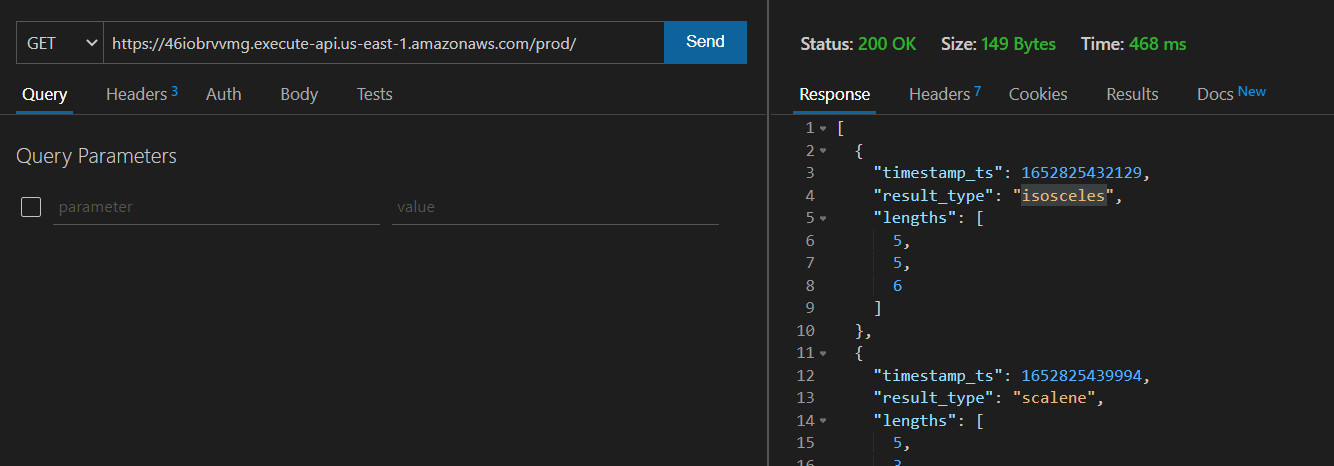 GET https://46iobrvvmg.execute-api.us-east-1.amazonaws.com/prod/ Send
Query Headers 3 Auth Body Tests
Query Parameters
parameter value
Status: 200 OK Size: 149 Bytes Time: 468 ms
Response Headers 7 Cookies Results Docs New
1 [
2 {
3 "timestamp_ts": 1652825432129,
4 "result_type": "isosceles",
5 "lengths": [
6 5,
7 5,
8 6
9 ]
10 },
11 {
12 "timestamp_ts": 1652825439994,
13 "result_type": "scalene",
14 "lengths": [
15 5,
16 3